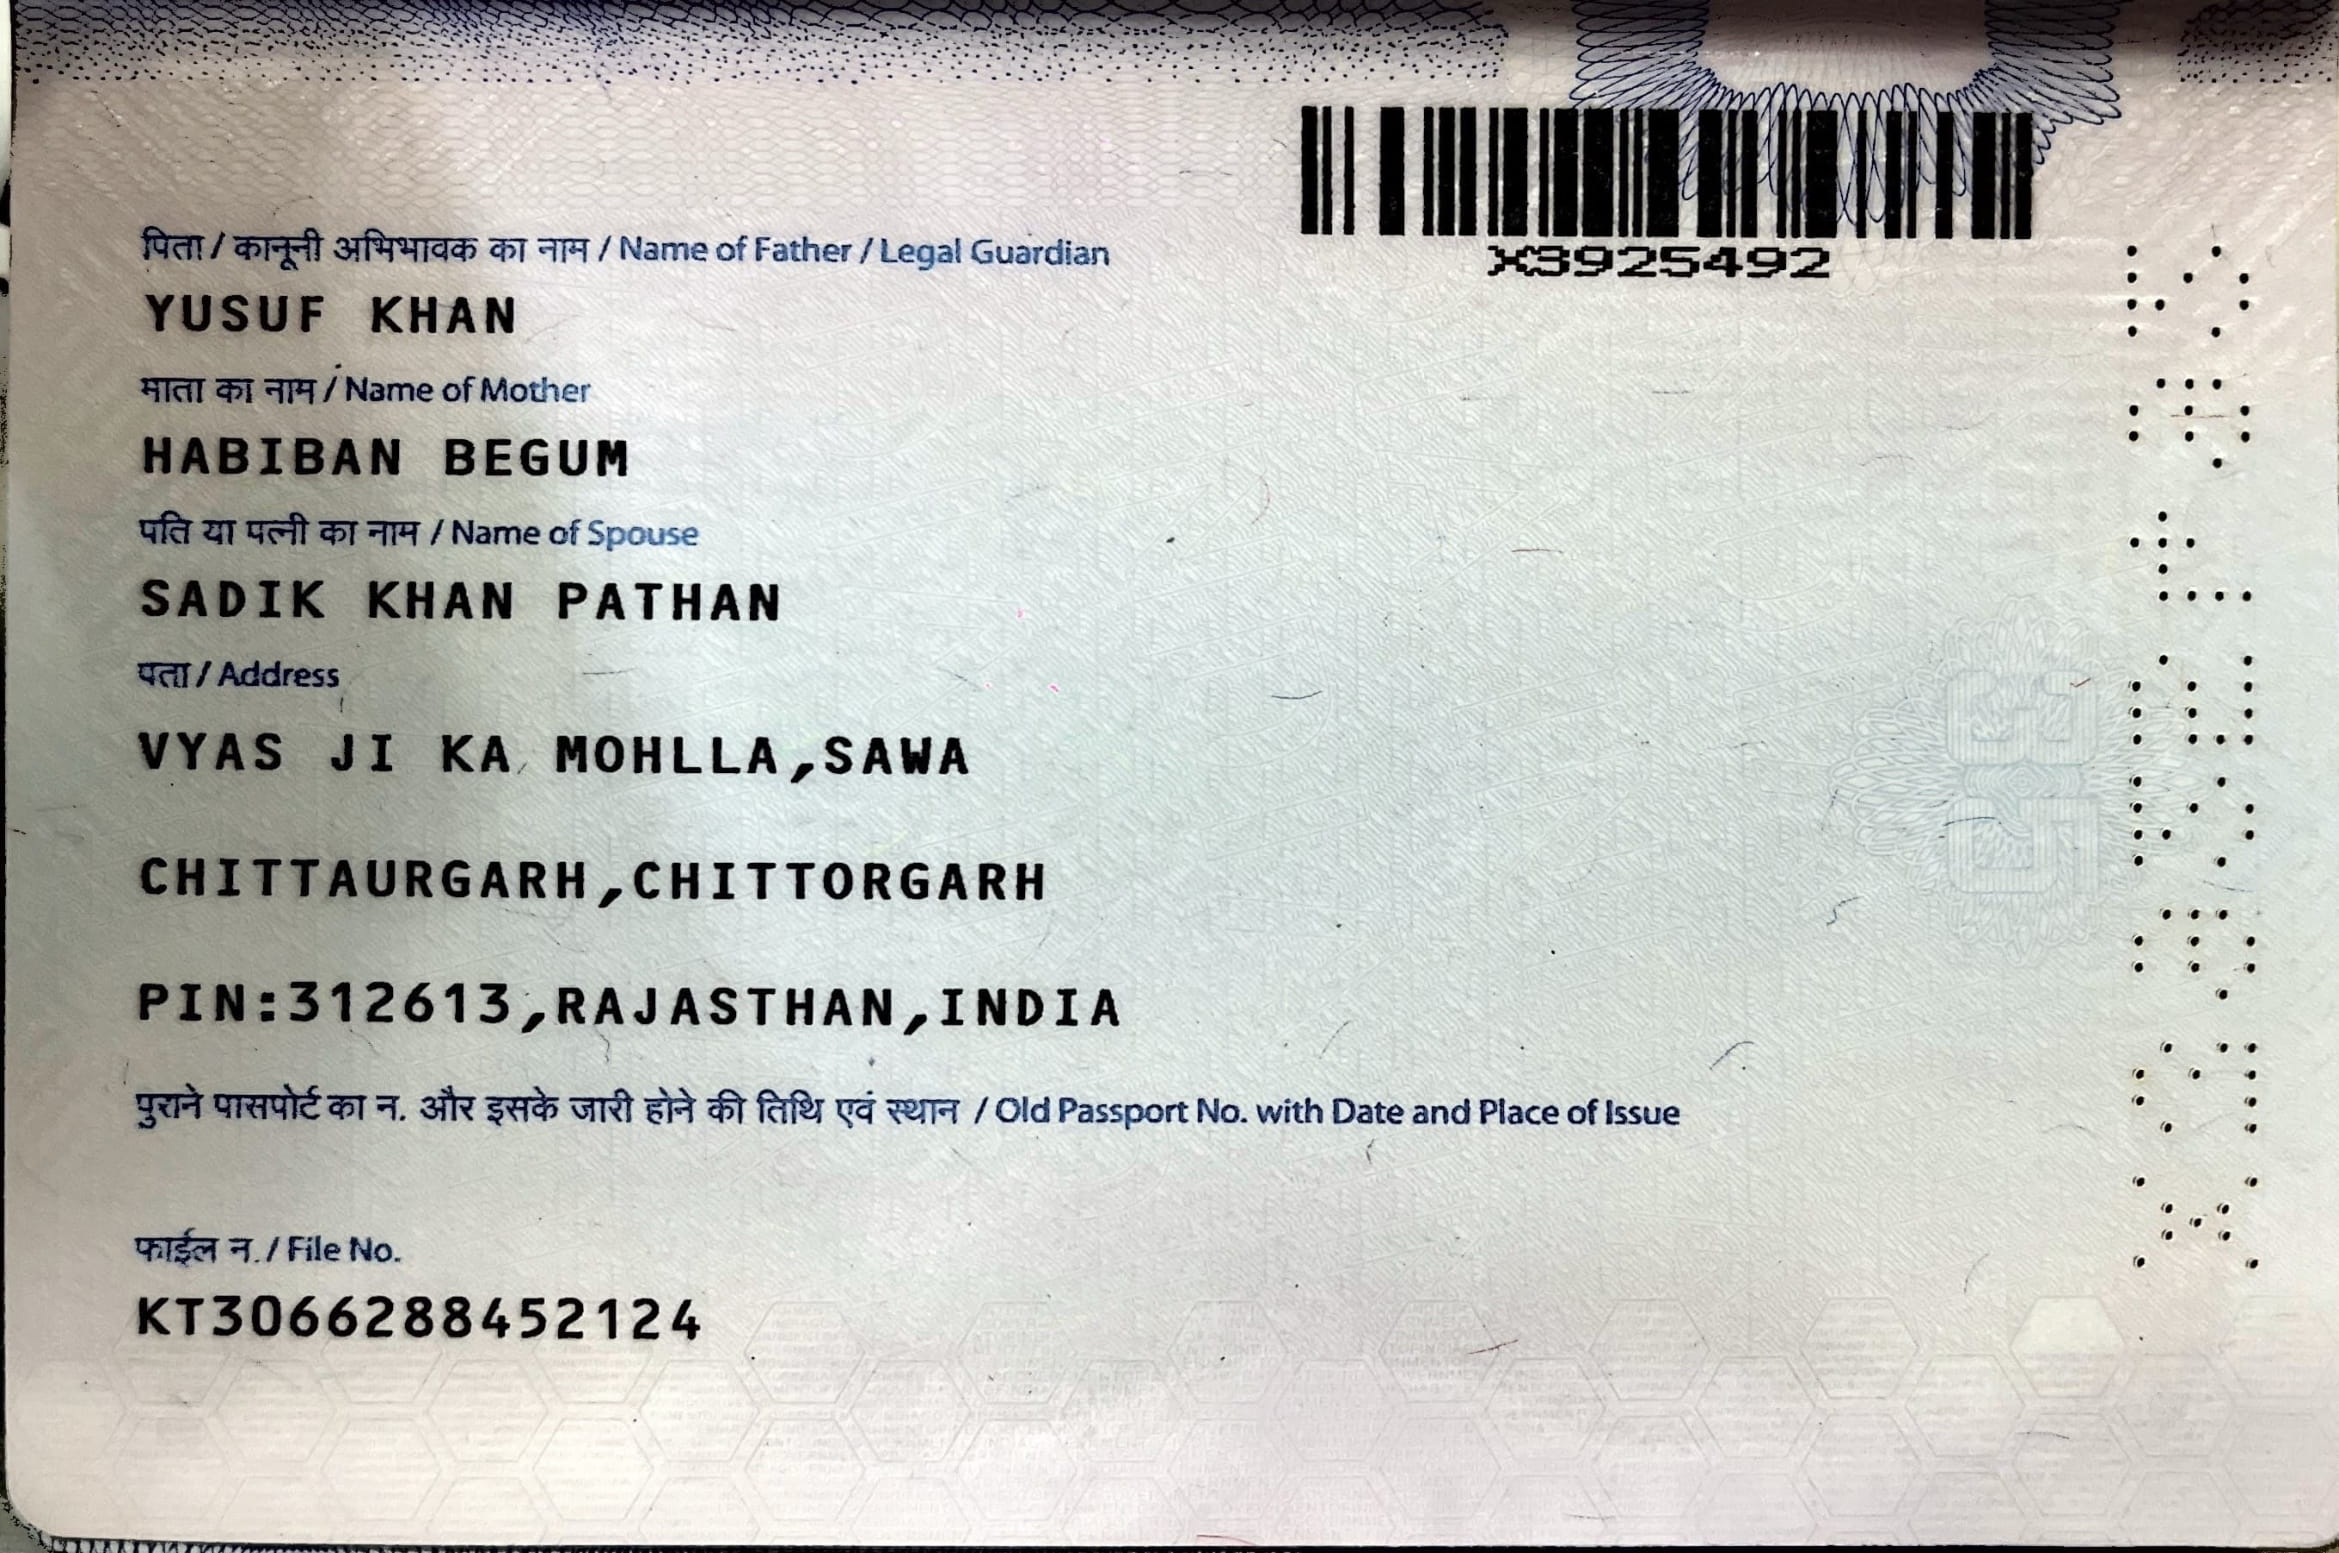 X3925492
पिता / कानूनी अभिभावक का नाम / Name of Father / Legal Guardian
YUSUF KHAN
माता का नाम / Name of Mother
HABIBAN BEGUM
पति या पत्नी का नाम / Name of Spouse
SADIK KHAN PATHAN
पता / Address
VYAS JI KA MOHLLA,SAWA
CHITTAURGARH,CHITTORGARH
PIN:312613,RAJASTHAN,INDIA
पुराने पासपोर्ट का न. और इसके जारी होने की तिथि एवं स्थान / Old Passport No. with Date and Place of Issue
फाईल न. / File No.
KT3066288452124
X3925492